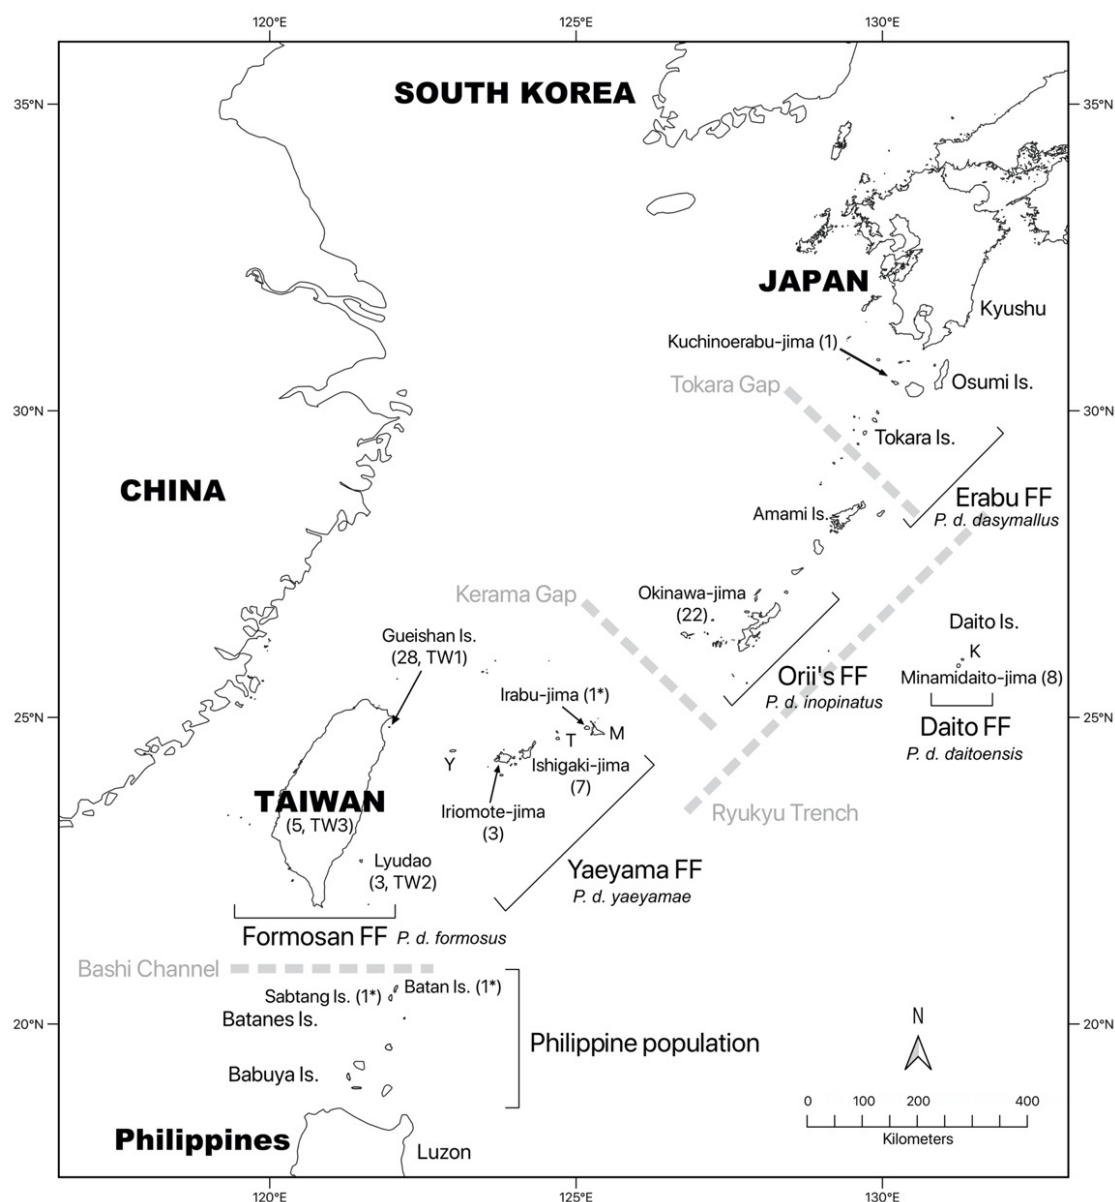 120°E
125°E
130°E
35°N
35°N
SOUTH KOREA
JAPAN
Kyushu
Kuchinoerabu-jima (1)
Osumi Is.
Tokara Gap
30°N
30°N
Tokara Is.
CHINA
Erabu FF
P. d. dasymallus
Amami Is.
Kerama Gap
Okinawa-jima
(22)
Daito Is.
K
Minamidaito-jima (8)
Gueishan Is.
(28, TW1)
Orii's FF
P. d. inopinatus
Irabu-jima (1*)
M
T
25°N
25°N
Daito FF
P. d. daitoensis
Y
Ishigaki-jima
(7)
TAIWAN
(5, TW3)
Iriomote-jima
(3)
Ryukyu Trench
Lyudao
(3, TW2)
Yaeyama FF
P. d. yaeyamae
Formosan FF P. d. formosus
Bashi Channel
Sabtang Is. (1*)
Batan Is. (1*)
Batanes Is.
20°N
20°N
Philippine population
N
Babuya Is.
0 100 200 400
Kilometers
Philippines
Luzon
120°E
125°E
130°E